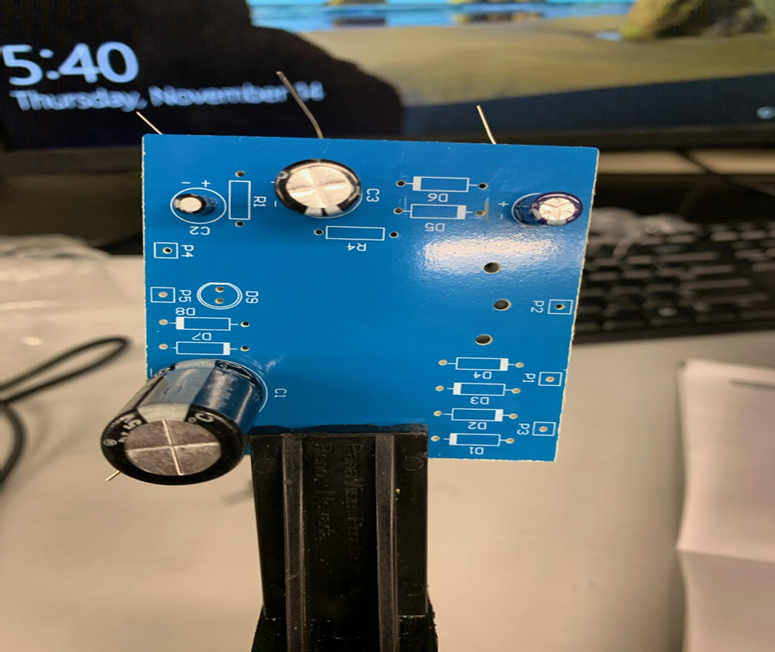 5:40
Thursday, November
D6
R1
C3
D5
C2
R4
P4
P5
D9
P2
D8
D7
D4
P1
C1
D3
D2
P3
D1